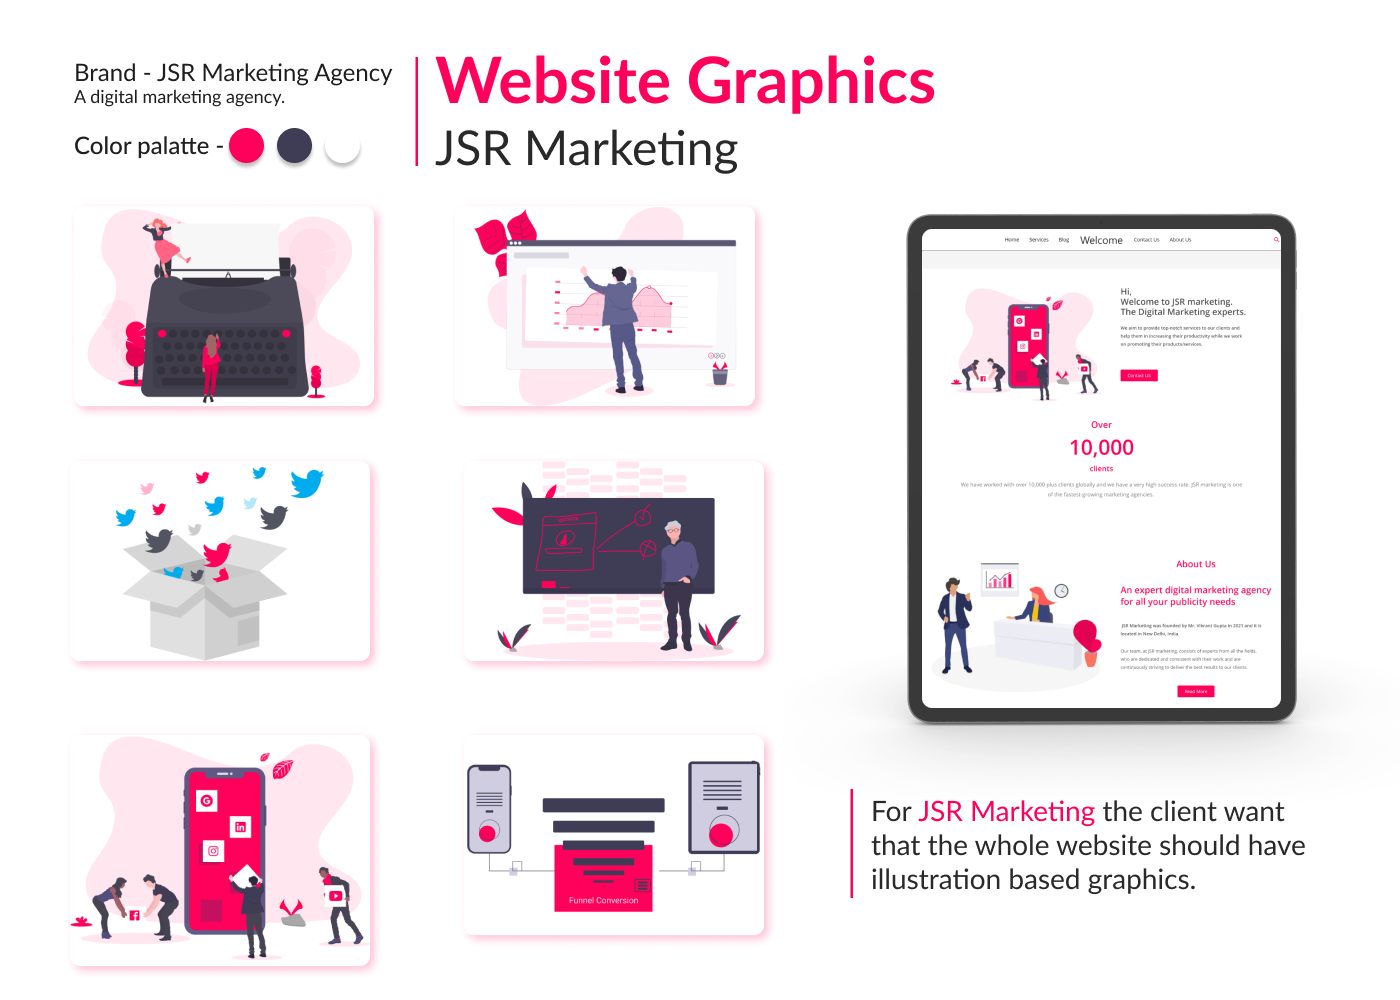 Brand - JSR Marketing Agency
A digital marketing agency.
Color palatte -
Website Graphics
JSR Marketing
Funnel Conversion
Home Services Blog Welcome Contact Us About Us
Hi,
Welcome to JSR marketing.
The Digital Marketing experts.
We aim to provide top-notch services to our clients and
help them in increasing their productivity while we work
on promoting their products/services.
Contact US
Over
10,000
clients
We have worked with over 10,000 plus clients globally and we have a very high success rate. JSR marketing is one
of the fastest-growing marketing agencies.
About Us
An expert digital marketing agency
for all your publicity needs
JSR Marketing was founded by Mr. Vikrant Gupta in 2021 and it is
located in New Delhi, India.
Our team, at JSR marketing, consists of experts from all the fields,
who are dedicated and consistent with their work and are
continuously striving to deliver the best results to our clients.
Read More
For JSR Marketing the client want
that the whole website should have
illustration based graphics.